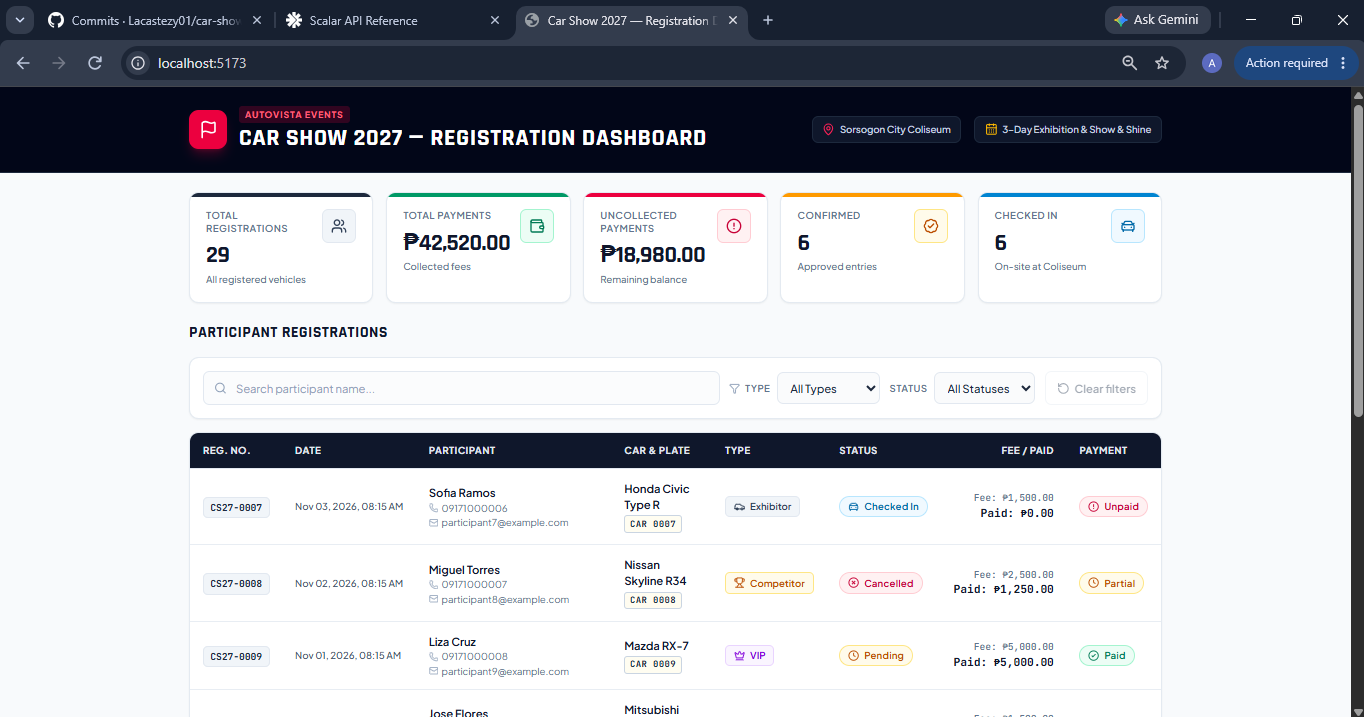 Commits · Lacastezy01/car-show
Scalar API Reference
Car Show 2027 — Registration D
Ask Gemini
localhost:5173
A
Action required
AUTOVISTA EVENTS
CAR SHOW 2027 — REGISTRATION DASHBOARD
Sorsogon City Coliseum
3-Day Exhibition & Show & Shine
TOTAL
REGISTRATIONS
29
All registered vehicles
TOTAL PAYMENTS
₱42,520.00
Collected fees
UNCOLLECTED
PAYMENTS
₱18,980.00
Remaining balance
CONFIRMED
6
Approved entries
CHECKED IN
6
On-site at Coliseum
PARTICIPANT REGISTRATIONS
Search participant name...
TYPE
All Types
STATUS
All Statuses
Clear filters
REG. NO. DATE PARTICIPANT CAR & PLATE TYPE STATUS FEE / PAID PAYMENT
CS27-0007
Nov 03, 2026, 08:15 AM
Sofia Ramos
09171000006
participant7@example.com
Honda Civic
Type R
CAR 0007
Exhibitor
Checked In
Fee: ₱1,500.00
Paid: ₱0.00
Unpaid
CS27-0008
Nov 02, 2026, 08:15 AM
Miguel Torres
09171000007
participant8@example.com
Nissan
Skyline R34
CAR 0008
Competitor
Cancelled
Fee: ₱2,500.00
Paid: ₱1,250.00
Partial
CS27-0009
Nov 01, 2026, 08:15 AM
Liza Cruz
09171000008
participant9@example.com
Mazda RX-7
CAR 0009
VIP
Pending
Fee: ₱5,000.00
Paid: ₱5,000.00
Paid
Jose Flores
Mitsubishi